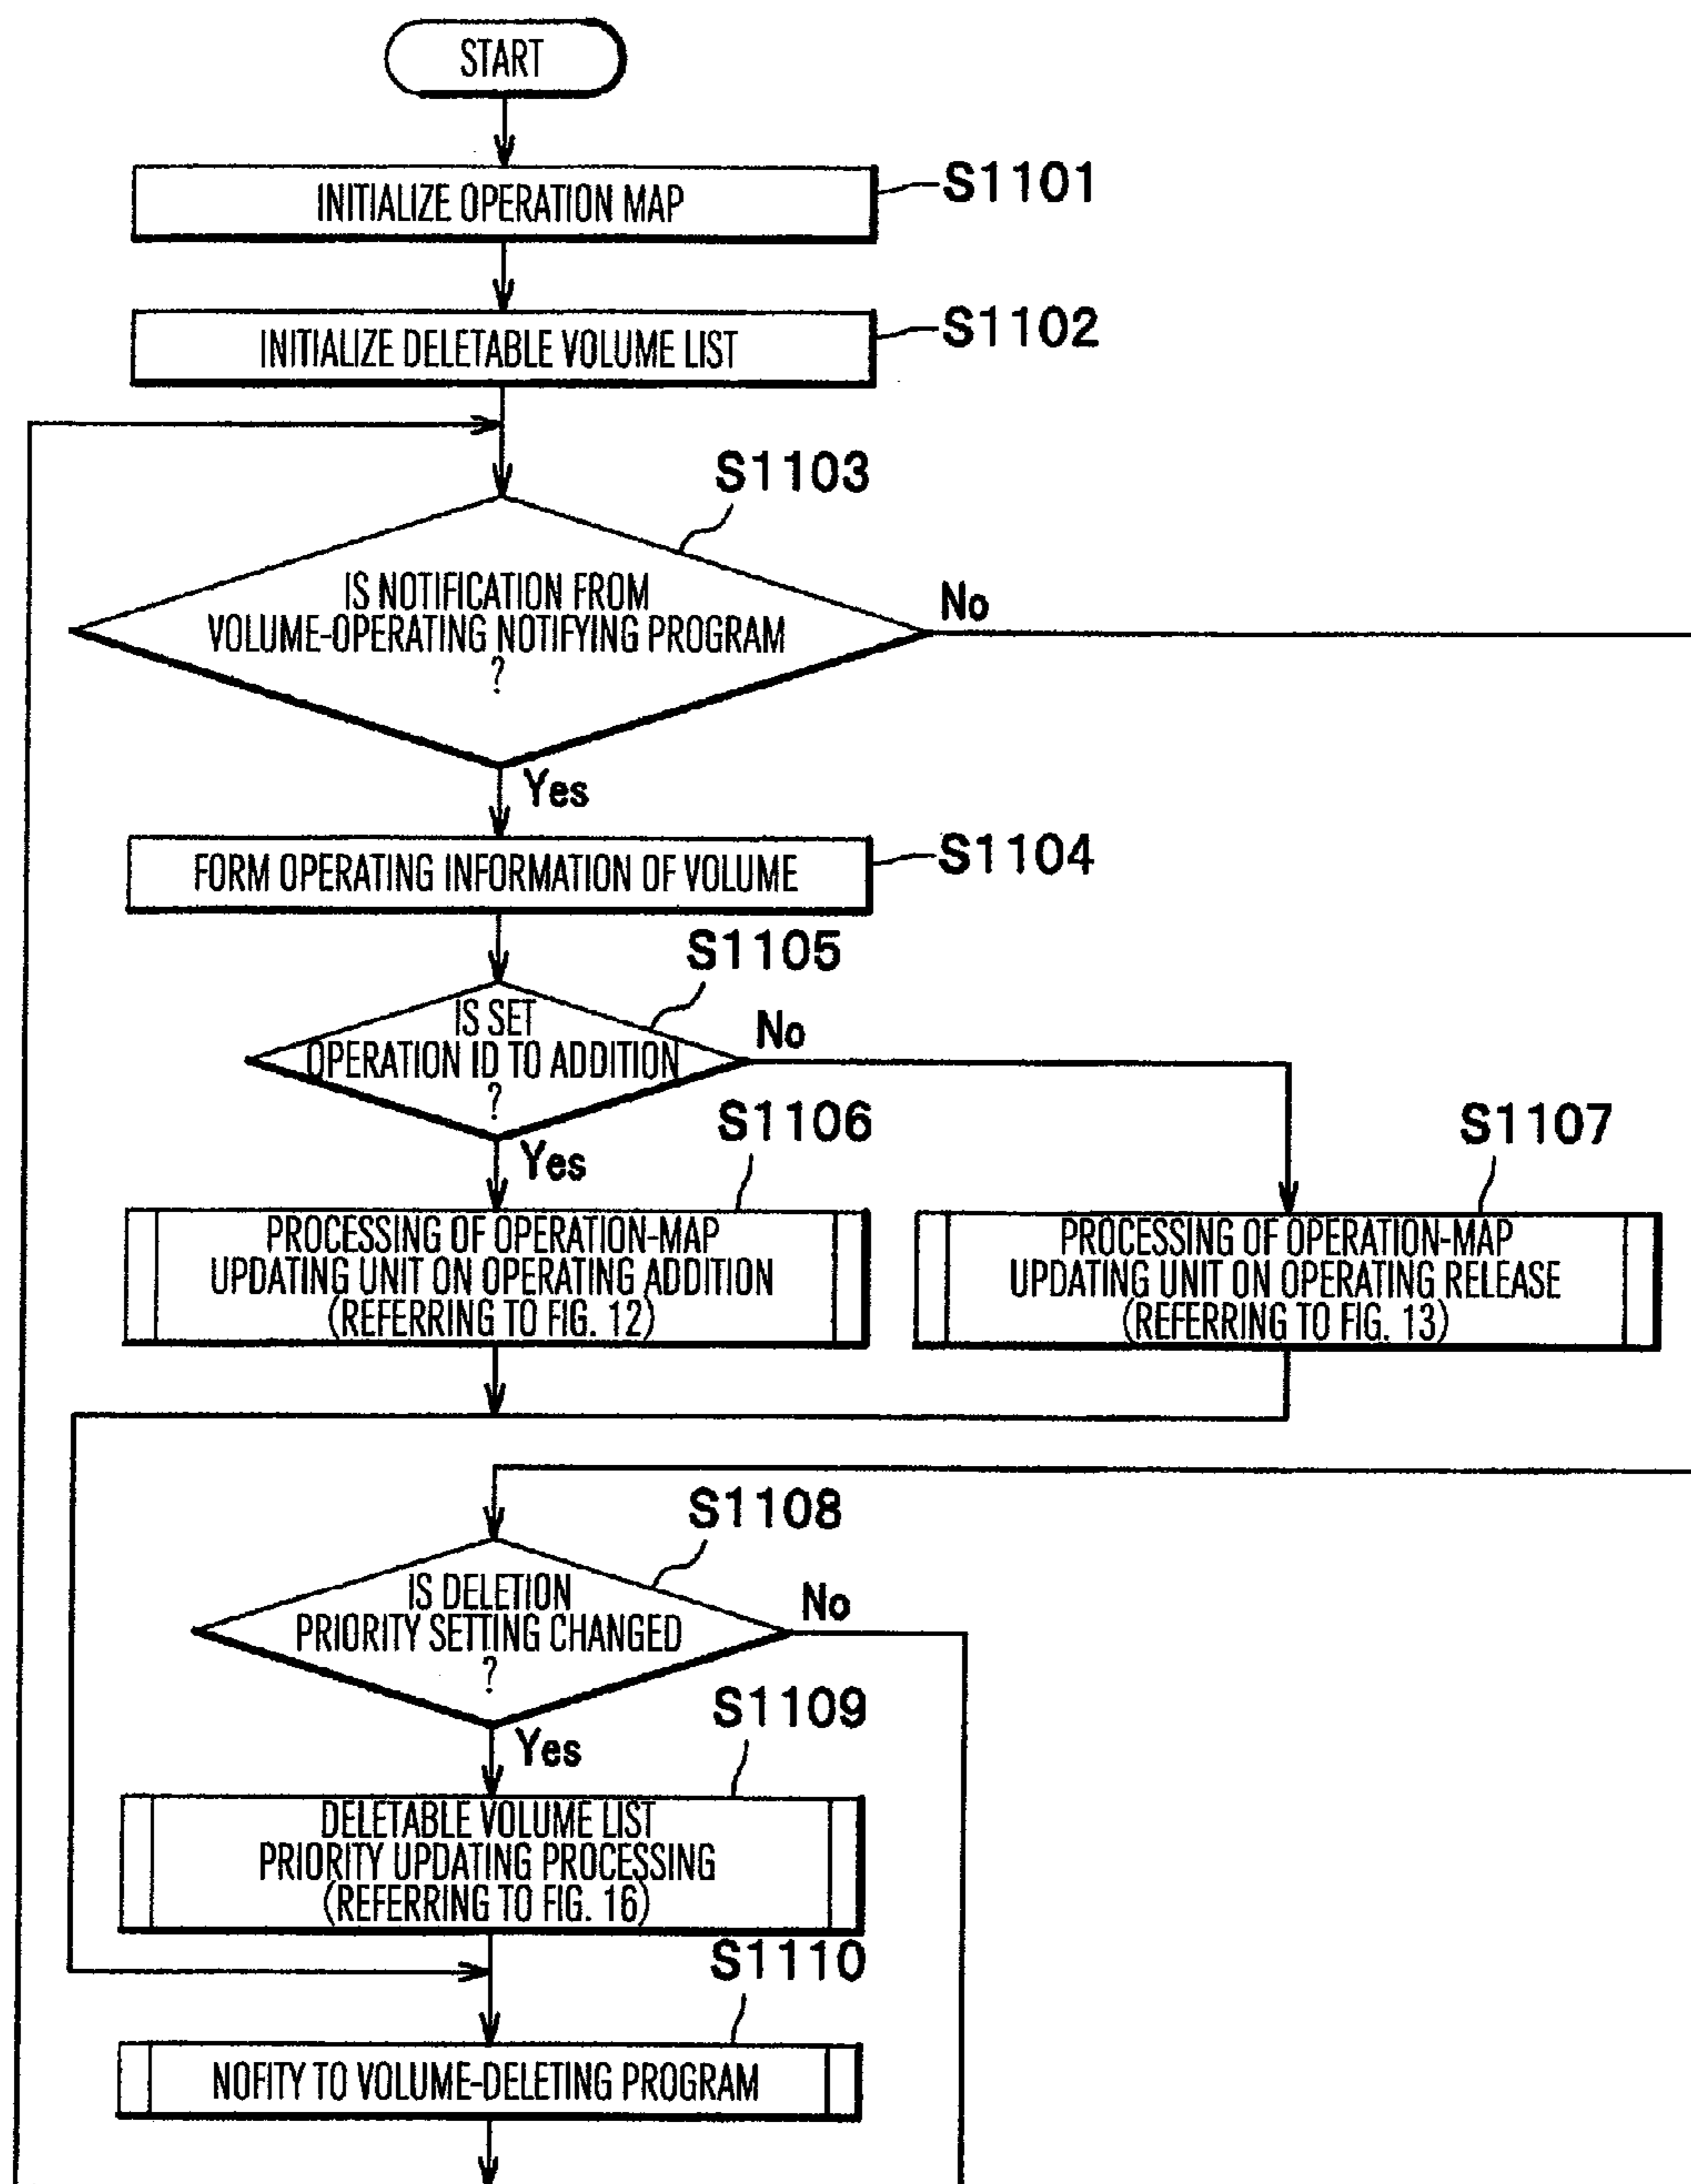 START
INITIALIZE OPERATION MAP
S1101
INITIALIZE DELETABLE VOLUME LIST
S1102
S1103
IS NOTIFICATION FROM
VOLUME-OPERATING NOTIFYING PROGRAM
?
No
Yes
FORM OPERATING INFORMATION OF VOLUME
S1104
S1105
IS SET
OPERATION ID TO ADDITION
?
No
Yes
S1106
PROCESSING OF OPERATION-MAP
UPDATING UNIT ON OPERATING ADDITION
(REFERRING TO FIG. 12)
S1107
PROCESSING OF OPERATION-MAP
UPDATING UNIT ON OPERATING RELEASE
(REFERRING TO FIG. 13)
S1108
IS DELETION
PRIORITY SETTING CHANGED
?
No
Yes
S1109
DELETABLE VOLUME LIST
PRIORITY UPDATING PROCESSING
(REFERRING TO FIG. 16)
S1110
NOFITY TO VOLUME-DELETING PROGRAM